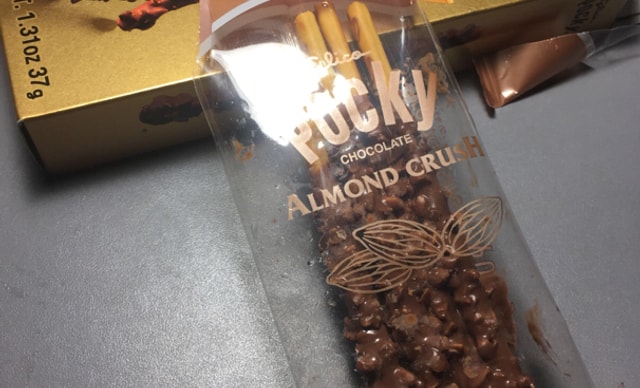 T. 1.31oz 37g
Glico
Pocky
CHOCOLATE
ALMOND CRUSH